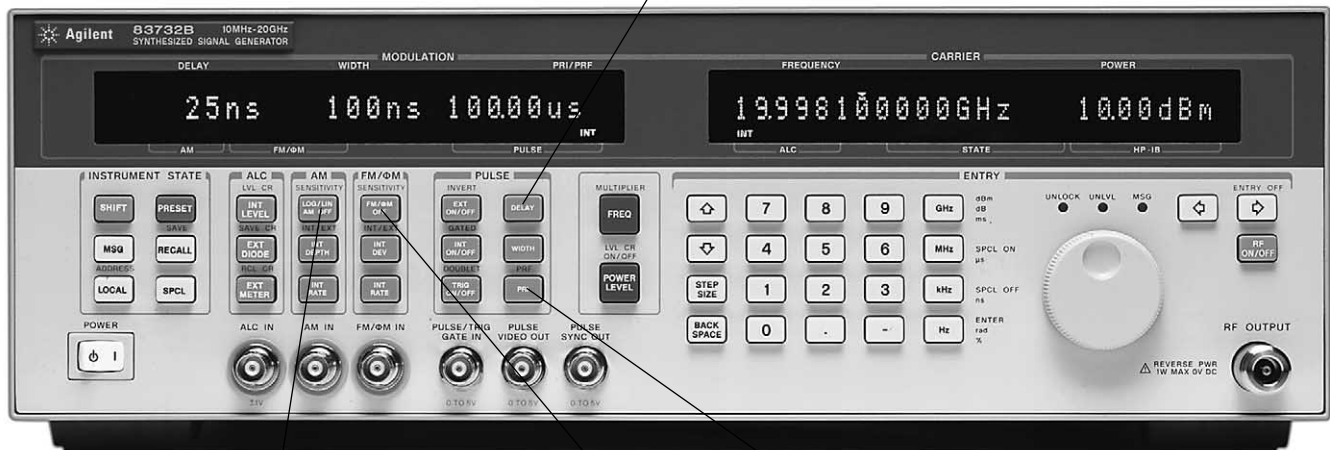 Agilent 83732B 10MHz-20GHz
SYNTHESIZED SIGNAL GENERATOR
MODULATION
DELAY WIDTH PRI/PRF
25ns 100ns 100.00us
INT
AM FM/ΦM PULSE
CARRIER
FREQUENCY POWER
19.9981000000GHz 10.00dBm
INT
ALC STATE HP-IB
INSTRUMENT STATE
SHIFT PRESET
SAVE
MSG RECALL
ADDRESS
LOCAL SPCL
POWER
ALC
LVL CR
INT LEVEL
SAVE CR
EXT DIODE
RCL CR
EXT METER
ALC IN
±1V
AM
SENSITIVITY
LOG/LIN
AM OFF
INT/EXT
INT DEPTH
INT RATE
AM IN
FM/ΦM
SENSITIVITY
FM/ΦM
INT/EXT
INT DEV
INT RATE
FM/ΦM IN
PULSE
INVERT
EXT ON/OFF
DELAY
GATED
INT ON/OFF
WIDTH
DOUBLET PRF
TRIG ON/OFF
PRI
PULSE/TRIG GATE IN
PULSE VIDEO OUT
PULSE SYNC OUT
0 TO 5V 0 TO 5V 0 TO 5V
MULTIPLIER
FREQ
LVL CR
ON/OFF
POWER LEVEL
ENTRY
7 8 9 GHz dBm dB ms
4 5 6 MHz SPCL ON µs
STEP SIZE 1 2 3 kHz SPCL OFF ns
BACK SPACE 0 . - Hz ENTER rad %
UNLOCK UNLVL MSG
ENTRY OFF
RF ON/OFF
RF OUTPUT
REVERSE PWR
1W MAX 0V DC